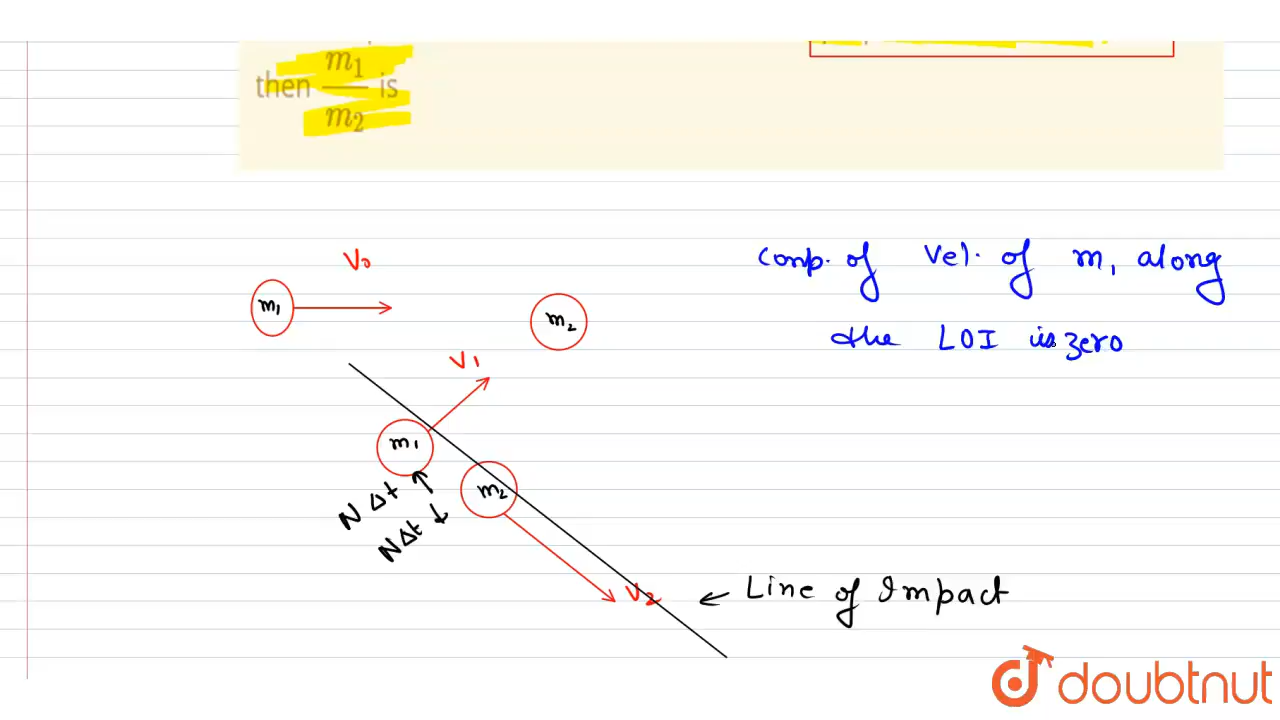 then m1/m2 is
V0
m1
m2
V1
m1
m2
N Δt
NΔt
V2
Comp. of Vel. of m1 along
the LOI is zero
← Line of Impact
doubtnut